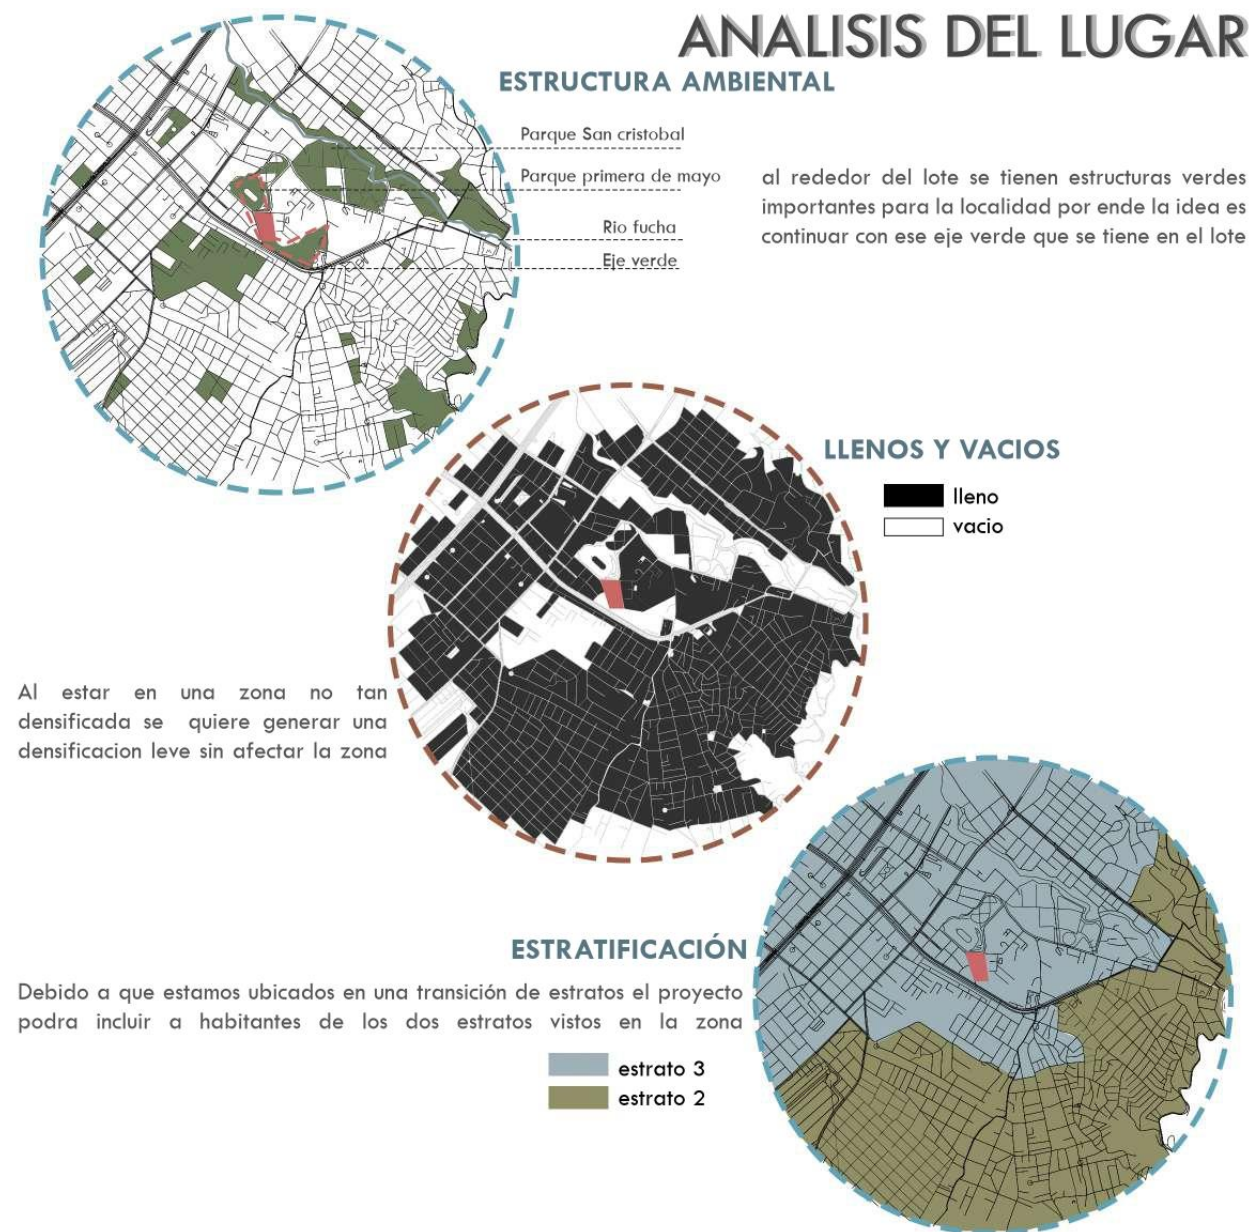 ANALISIS DEL LUGAR
ESTRUCTURA AMBIENTAL
Parque San cristobal
Parque primera de mayo
Rio fucha
Eje verde
al rededor del lote se tienen estructuras verdes
importantes para la localidad por ende la idea es
continuar con ese eje verde que se tiene en el lote
LLENOS Y VACIOS
lleno
vacio
Al estar en una zona no tan
densificada se quiere generar una
densificacion leve sin afectar la zona
ESTRATIFICACIÓN
Debido a que estamos ubicados en una transición de estratos el proyecto
podra incluir a habitantes de los dos estratos vistos en la zona
estrato 3
estrato 2